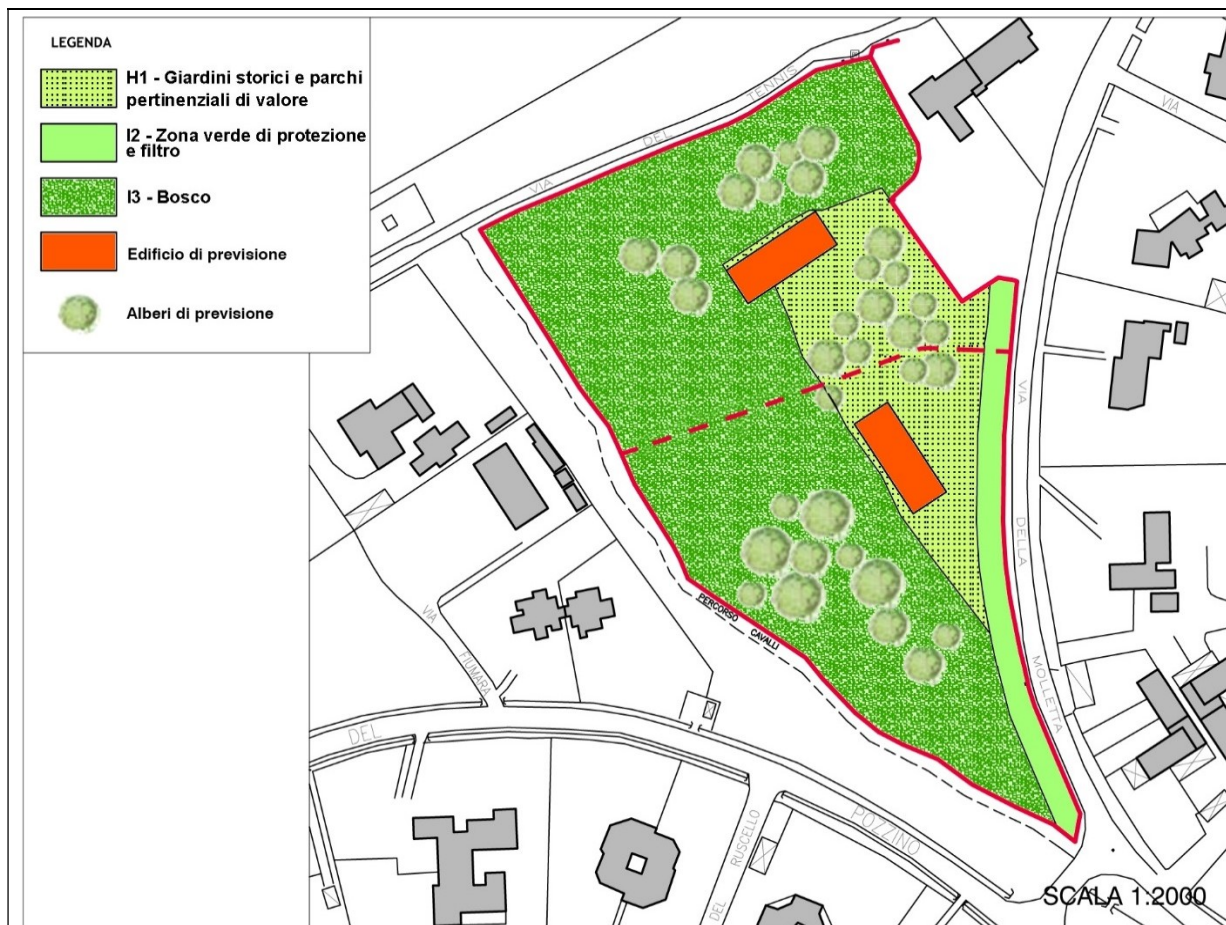 LEGENDA
H1 - Giardini storici e parchi
pertinenziali di valore
I2 - Zona verde di protezione
e filtro
I3 - Bosco
Edificio di previsione
Alberi di previsione
VIA DEL TENNIS
VIA
VIA DELLA MOLLETTA
PERCORSO CAVALLI
VIA FIUMARA
DEL POZZINO
DEL RUSCELLO
SCALA 1:2000